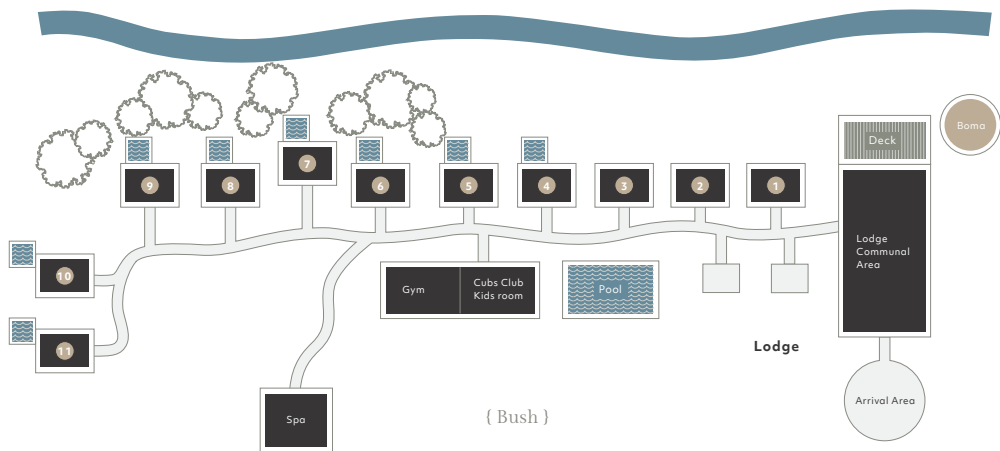 Boma
Deck
7
9
8
6
5
4
3
2
1
Lodge
Communal
Area
10
Gym
Cubs Club
Kids room
Pool
11
Lodge
Arrival Area
Spa
{ Bush }